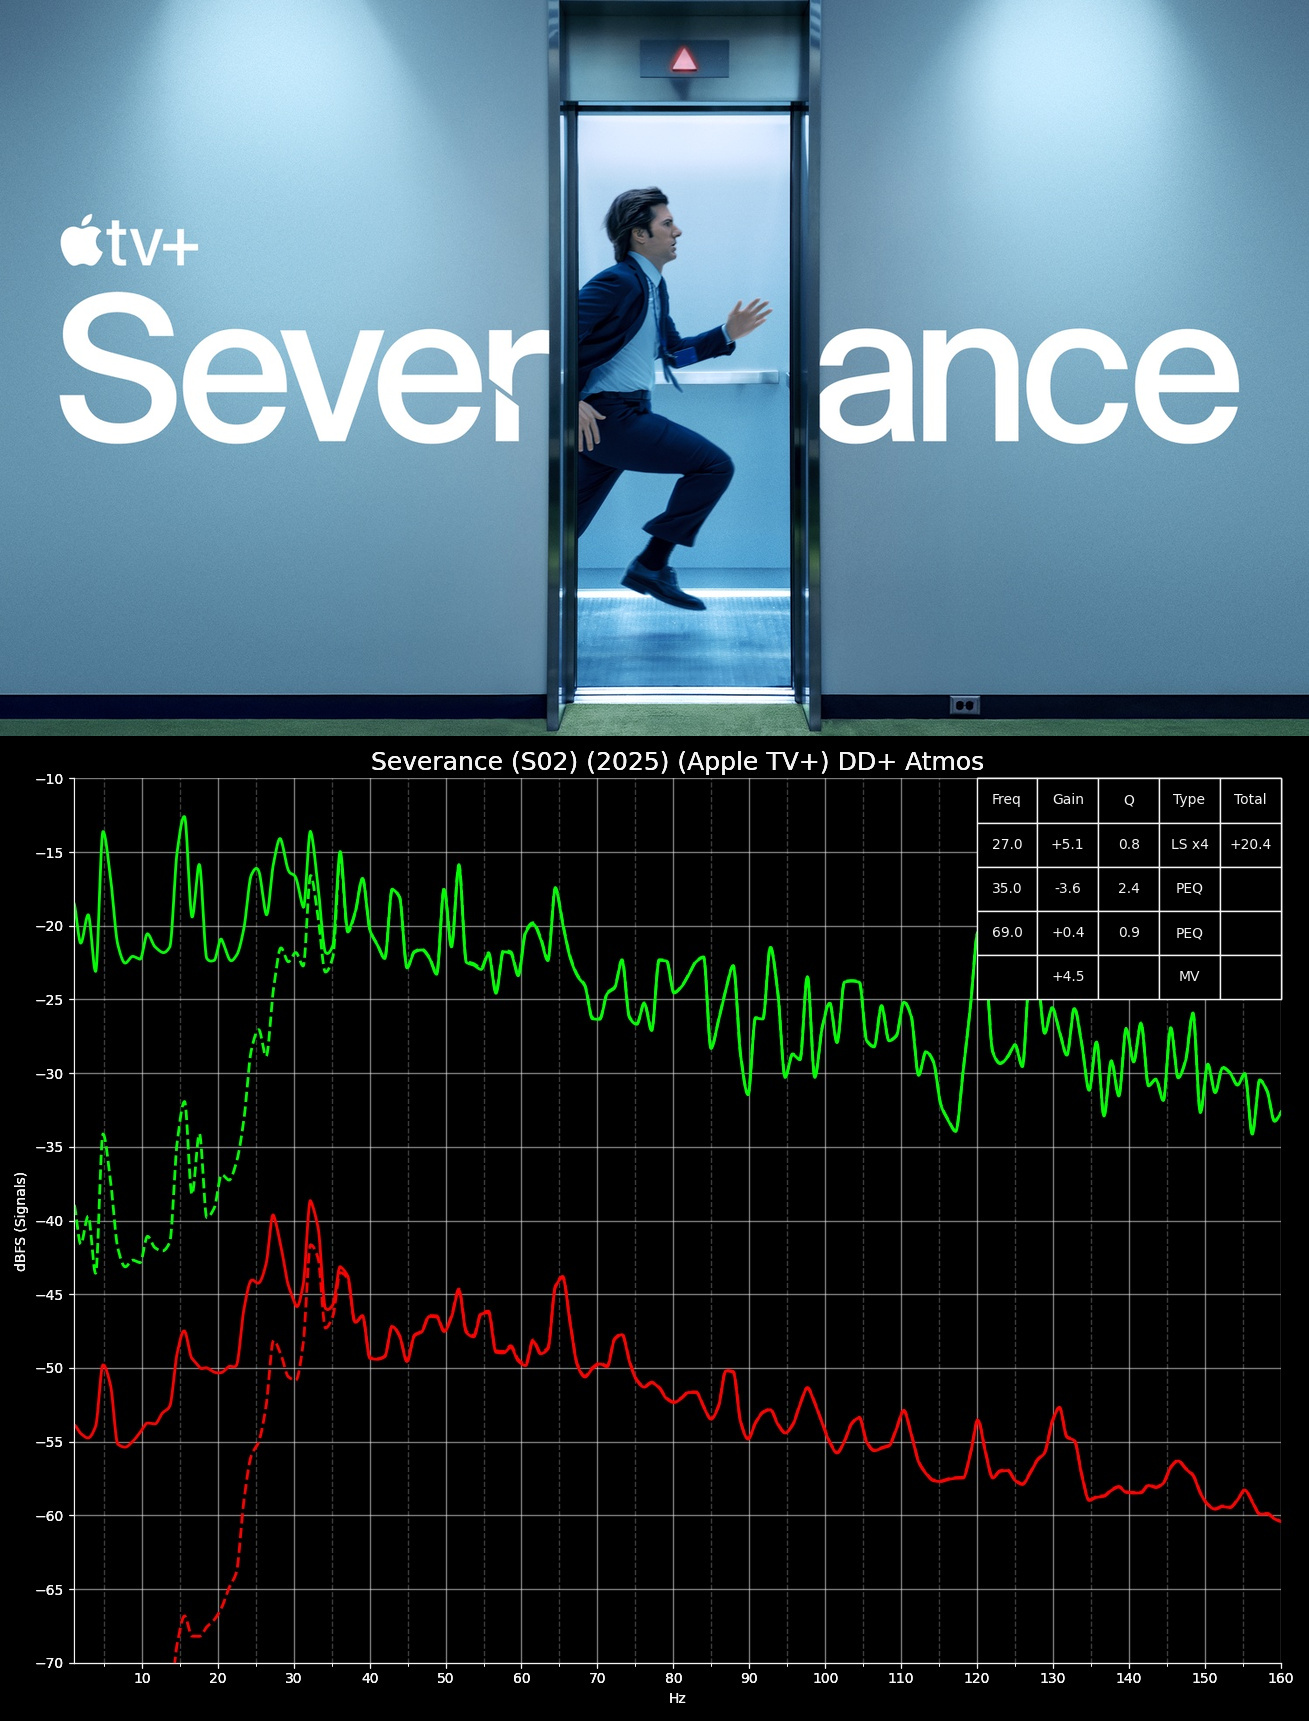 tv+
Severance
Severance (S02) (2025) (Apple TV+) DD+ Atmos
Freq Gain Q Type Total
27.0 +5.1 0.8 LS x4 +20.4
35.0 -3.6 2.4 PEQ
69.0 +0.4 0.9 PEQ
+4.5 MV
−10
−15
−20
−25
−30
−35
−40
−45
−50
−55
−60
−65
−70
dBFS (Signals)
10 20 30 40 50 60 70 80 90 100 110 120 130 140 150 160
Hz